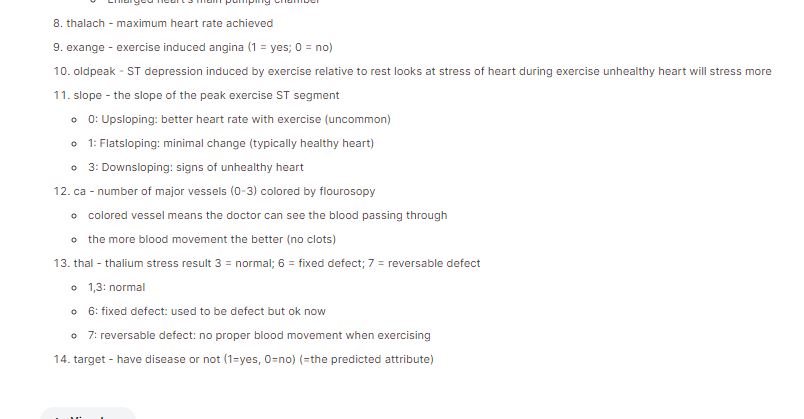 8. thalach - maximum heart rate achieved
9. exange - exercise induced angina (1 = yes; 0 = no)
10. oldpeak - ST depression induced by exercise relative to rest looks at stress of heart during exercise unhealthy heart will stress more
11. slope - the slope of the peak exercise ST segment
0: Upsloping: better heart rate with exercise (uncommon)
1: Flatsloping: minimal change (typically healthy heart)
3: Downsloping: signs of unhealthy heart
12. ca - number of major vessels (0-3) colored by flourosopy
colored vessel means the doctor can see the blood passing through
the more blood movement the better (no clots)
13. thal - thalium stress result 3 = normal; 6 = fixed defect; 7 = reversable defect
1,3: normal
6: fixed defect: used to be defect but ok now
7: reversable defect: no proper blood movement when exercising
14. target - have disease or not (1=yes, 0=no) (=the predicted attribute)